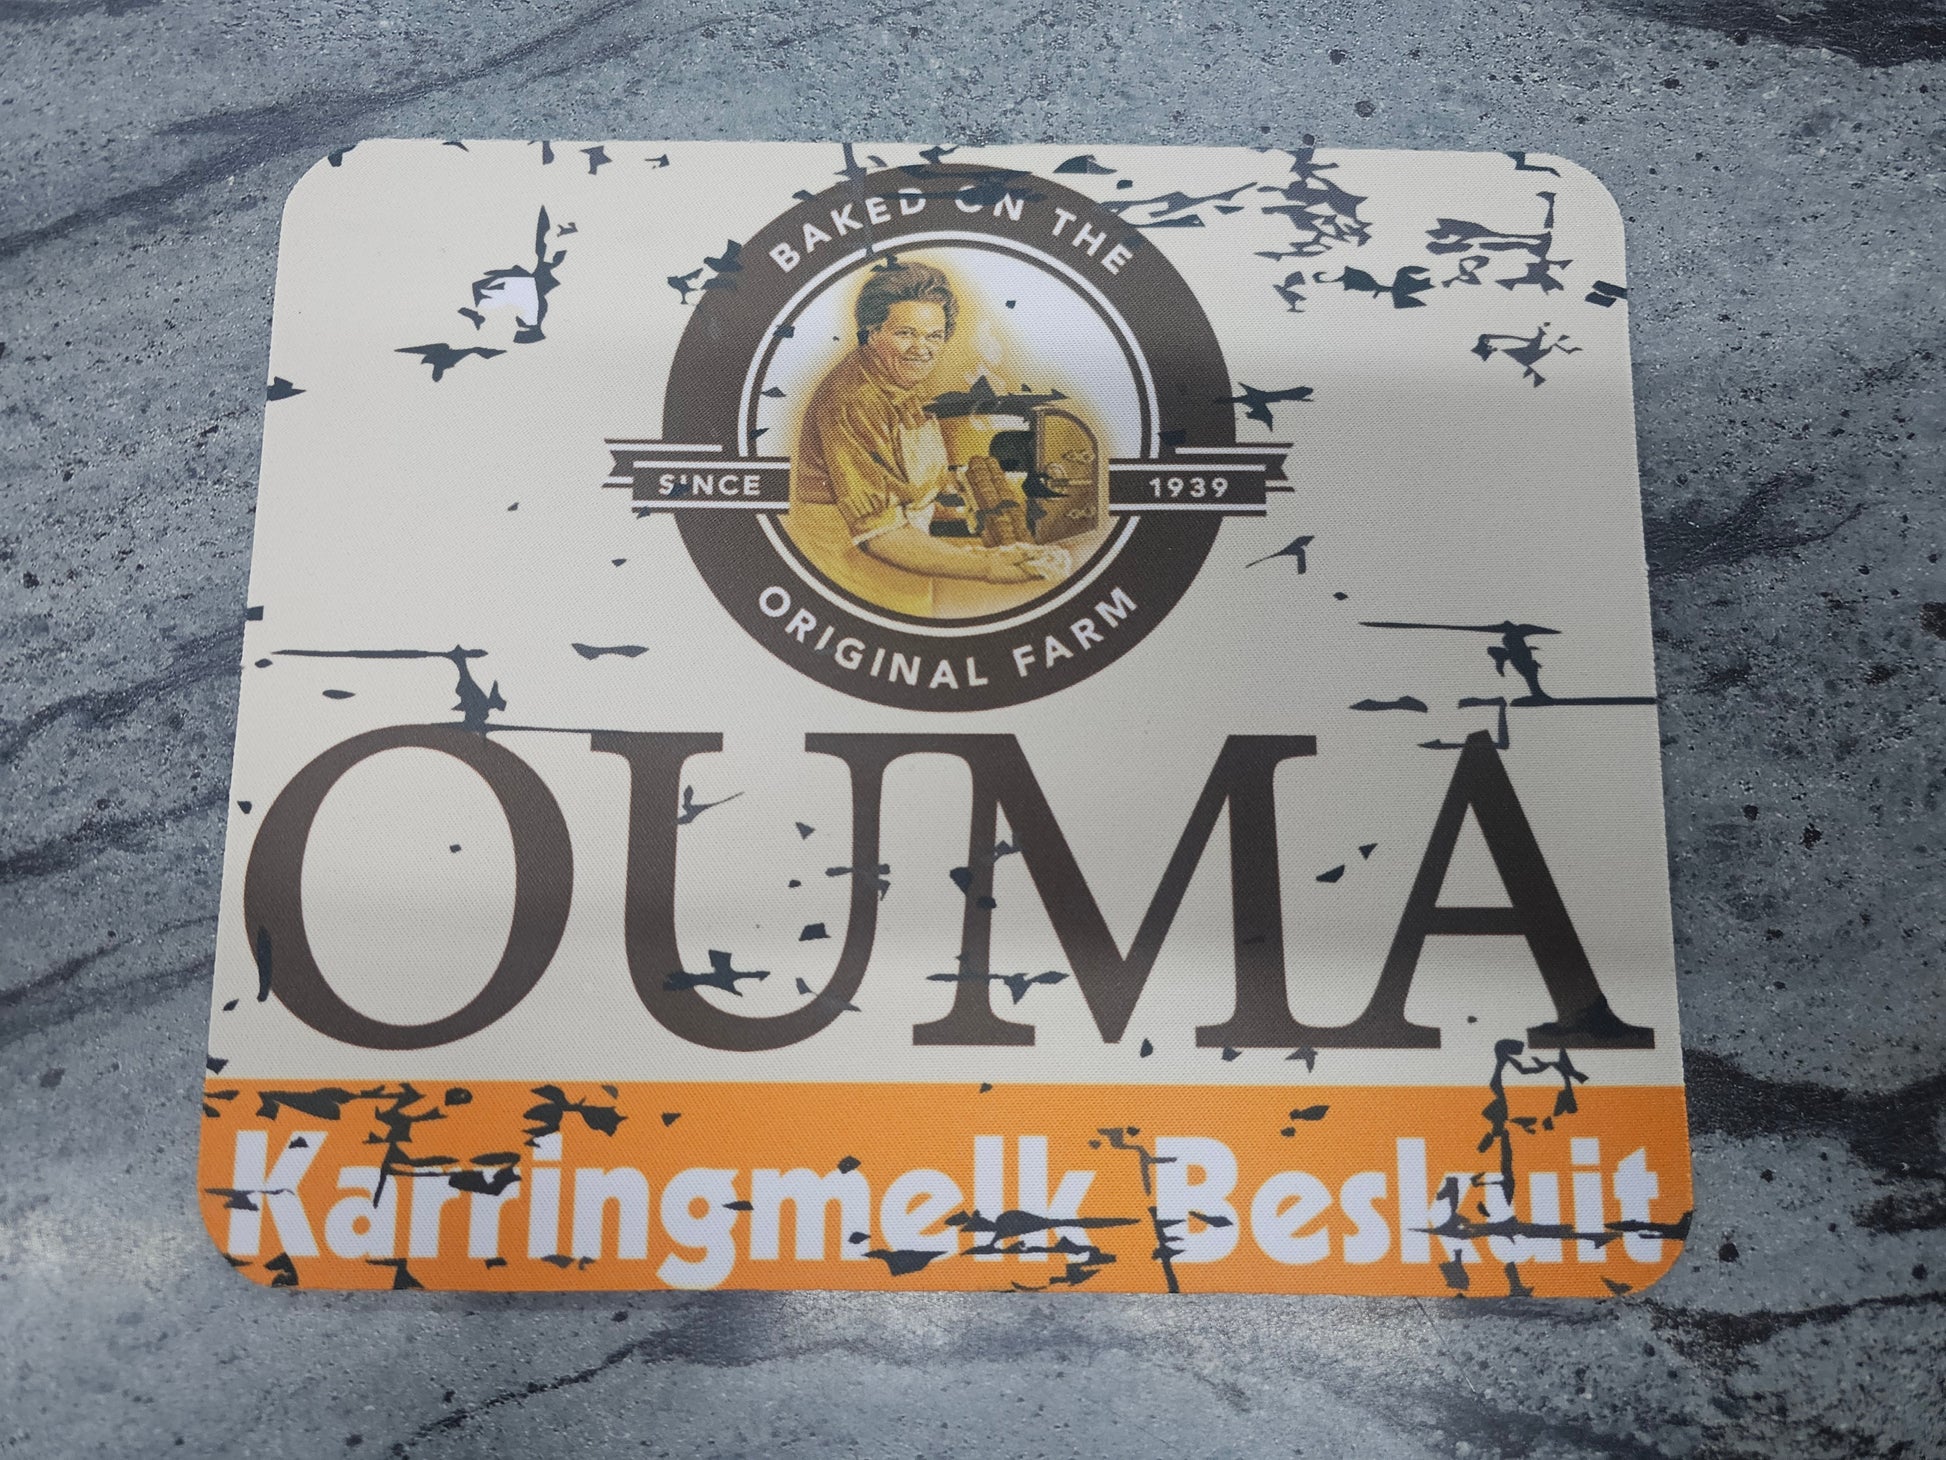 BAKED ON THE
SINCE 1939
ORIGINAL FARM
OUMA
Karringmelk Beskuit